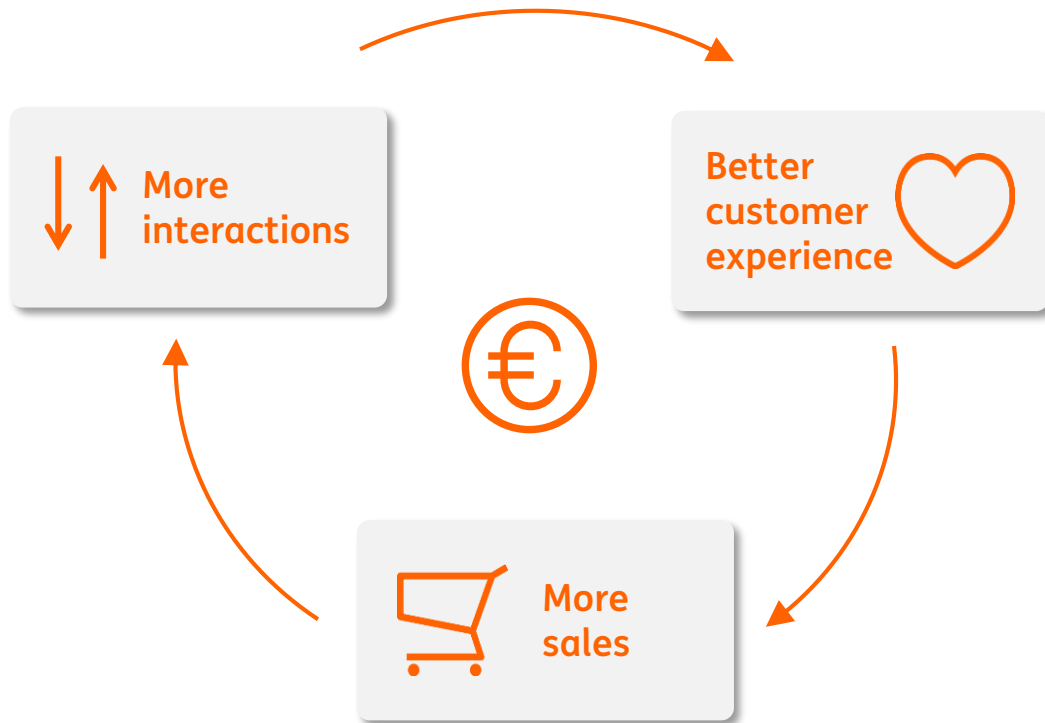 More
interactions
Better
customer
experience
€
More
sales